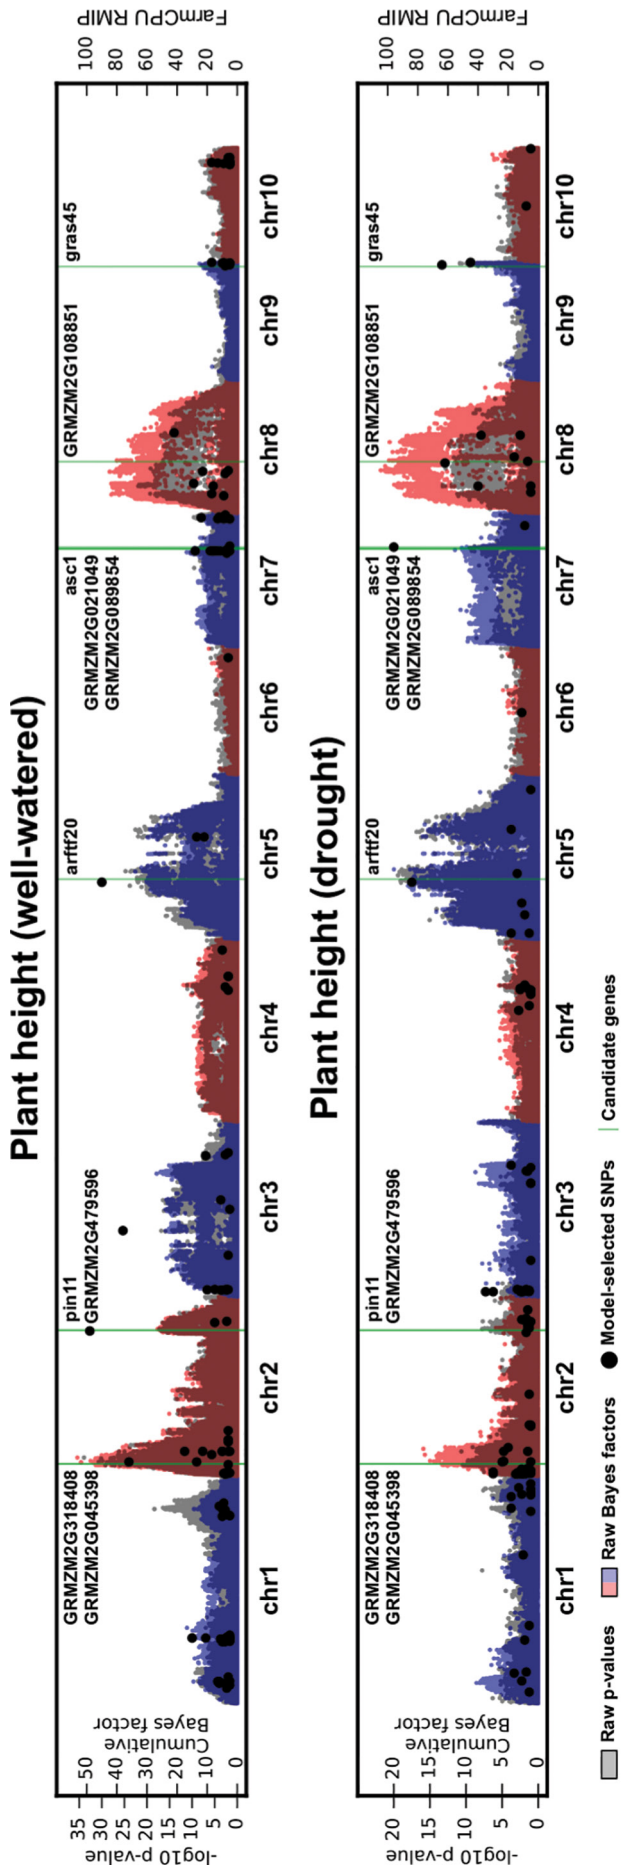 Plant height (well-watered)
-log10 p-value
35
30
25
20
15
10
5
0
Cumulative
Bayes factor
50
40
30
20
10
0
GRMZM2G318408
GRMZM2G045398
pin11
GRMZM2G479596
arftf20
asc1
GRMZM2G021049
GRMZM2G089854
GRMZM2G108851
gras45
FarmCPU RMIP
100
80
60
40
20
0
chr1 chr2 chr3 chr4 chr5 chr6 chr7 chr8 chr9 chr10
Plant height (drought)
-log10 p-value
20
15
10
5
0
Cumulative
Bayes factor
20
15
10
5
0
GRMZM2G318408
GRMZM2G045398
pin11
GRMZM2G479596
arftf20
asc1
GRMZM2G021049
GRMZM2G089854
GRMZM2G108851
gras45
FarmCPU RMIP
100
80
60
40
20
0
chr1 chr2 chr3 chr4 chr5 chr6 chr7 chr8 chr9 chr10
Raw p-values Raw Bayes factors Model-selected SNPs Candidate genes